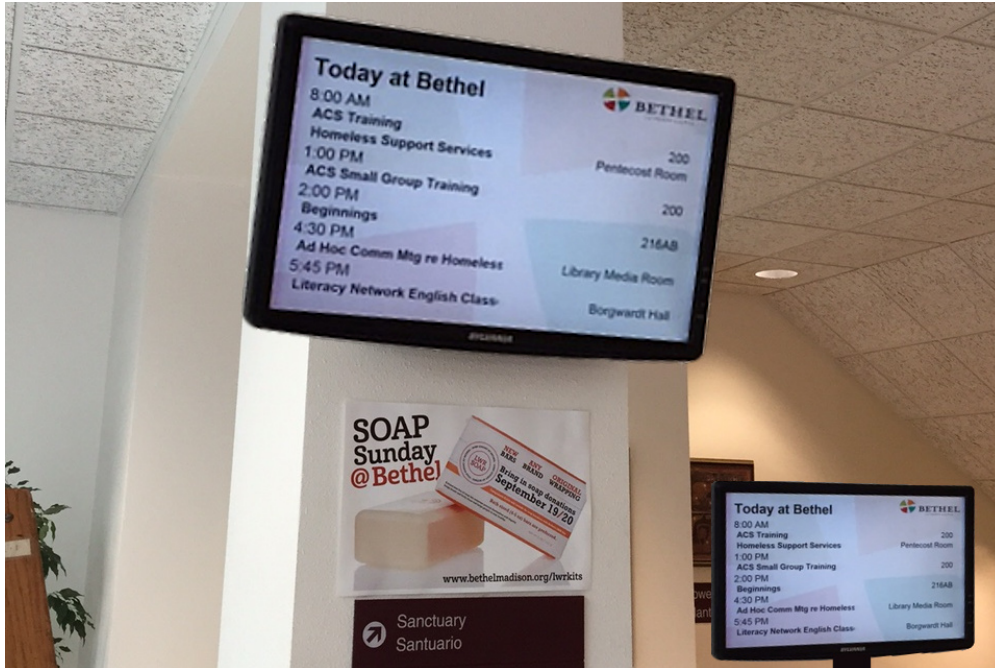 Today at Bethel
BETHEL
8:00 AM
ACS Training 200
Homeless Support Services Pentecost Room
1:00 PM
ACS Small Group Training 200
2:00 PM
Beginnings 216AB
4:30 PM
Ad Hoc Comm Mtg re Homeless Library Media Room
5:45 PM
Literacy Network English Class Borgwardt Hall
SYLVANIA
SOAP
Sunday
@Bethel
LWR
SOAP
NEW ANY ORIGINAL
BARS BRAND WRAPPING
Bring in soap donations
September 19/20
www.bethelmadison.org/lwrkits
Sanctuary
Santuario
Today at Bethel
BETHEL
8:00 AM
ACS Training 200
Homeless Support Services Pentecost Room
1:00 PM
ACS Small Group Training 200
2:00 PM
Beginnings 216AB
4:30 PM
Ad Hoc Comm Mtg re Homeless Library Media Room
5:45 PM
Literacy Network English Class Borgwardt Hall
SYLVANIA